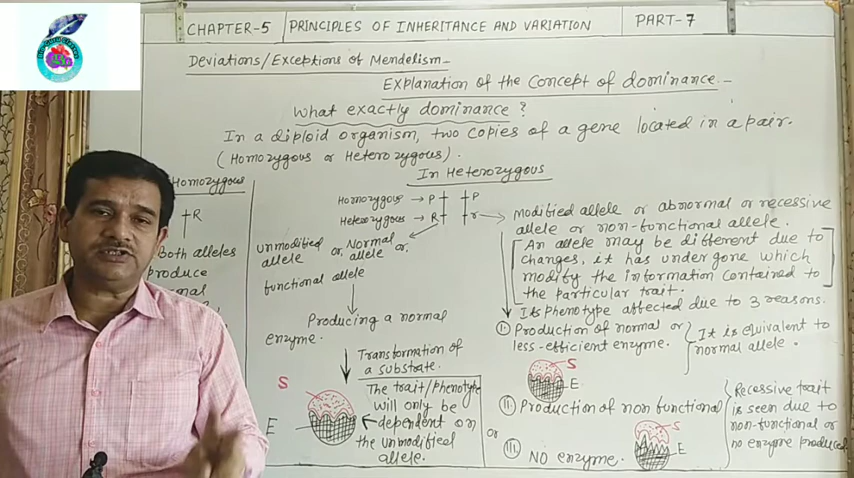 CHAPTER-5 PRINCIPLES OF INHERITANCE AND VARIATION PART-7
Deviations/Exceptions of Mendelism-
Explanation of the Concept of dominance-
What exactly dominance?
In a diploid organism, two copies of a gene located in a pair.
(Homozygous or Heterozygous).
Homozygous
R
Both alleles
produce
In Heterozygous
Homozygous → P P
Heterozygous → R r
unmodified allele or, Normal allele or,
functional allele
Producing a normal
enzyme.
Transformation of
a substrate.
S
E
The trait/phenotype
will only be
dependent on
the unmodified
allele.
Modified allele or abnormal or recessive
allele or non-functional allele.
[An allele may be different due to
changes, it has undergone which
modify the information contained to
the particular trait.]
Its phenotype affected due to 3 reasons.
I. Production of normal or
less-efficient enzyme.
It is equivalent to
normal allele.
S
E
II. Production of non functional
or
III. NO enzyme.
S
E
Recessive trait
is seen due to
non-functional or
no enzyme produced.